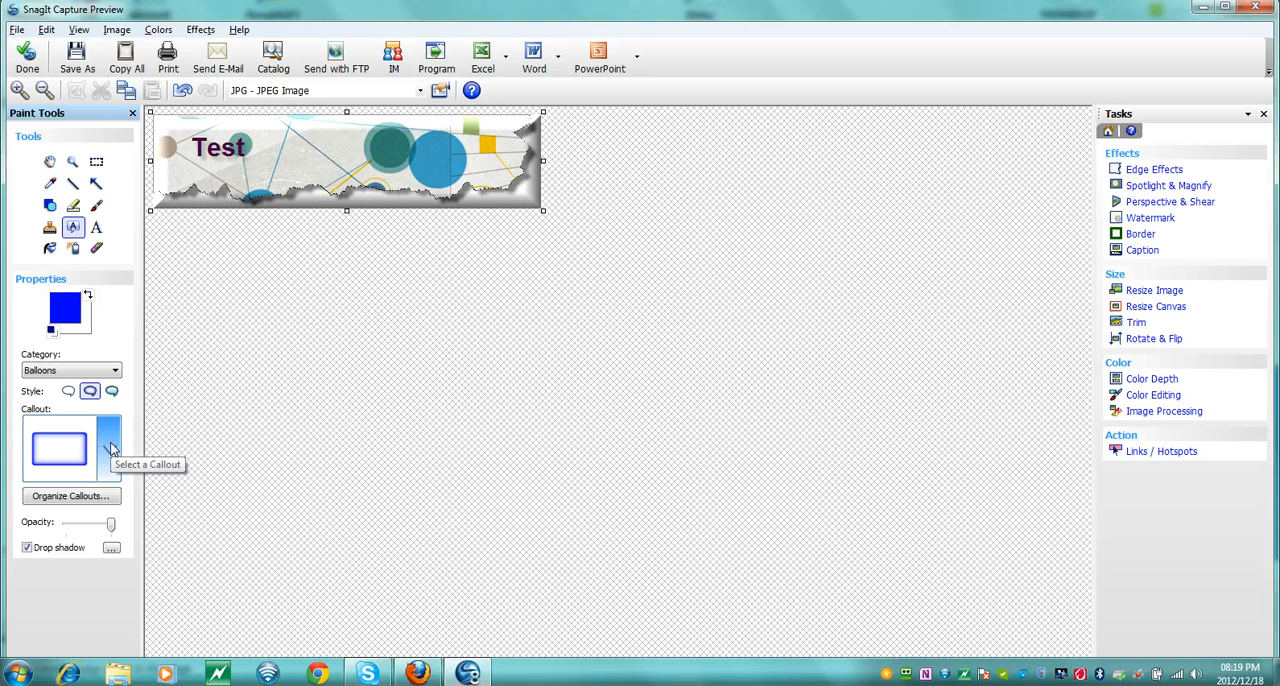 SnagIt Capture Preview
File Edit View Image Colors Effects Help
Done Save As Copy All Print Send E-Mail Catalog Send with FTP IM Program Excel Word PowerPoint
JPG - JPEG Image
Paint Tools
Tools
Properties
Category:
Balloons
Style:
Callout:
Select a Callout
Organize Callouts...
Opacity:
Drop shadow ...
Test
Tasks
Effects
Edge Effects
Spotlight & Magnify
Perspective & Shear
Watermark
Border
Caption
Size
Resize Image
Resize Canvas
Trim
Rotate & Flip
Color
Color Depth
Color Editing
Image Processing
Action
Links / Hotspots
08:19 PM
2012/12/18